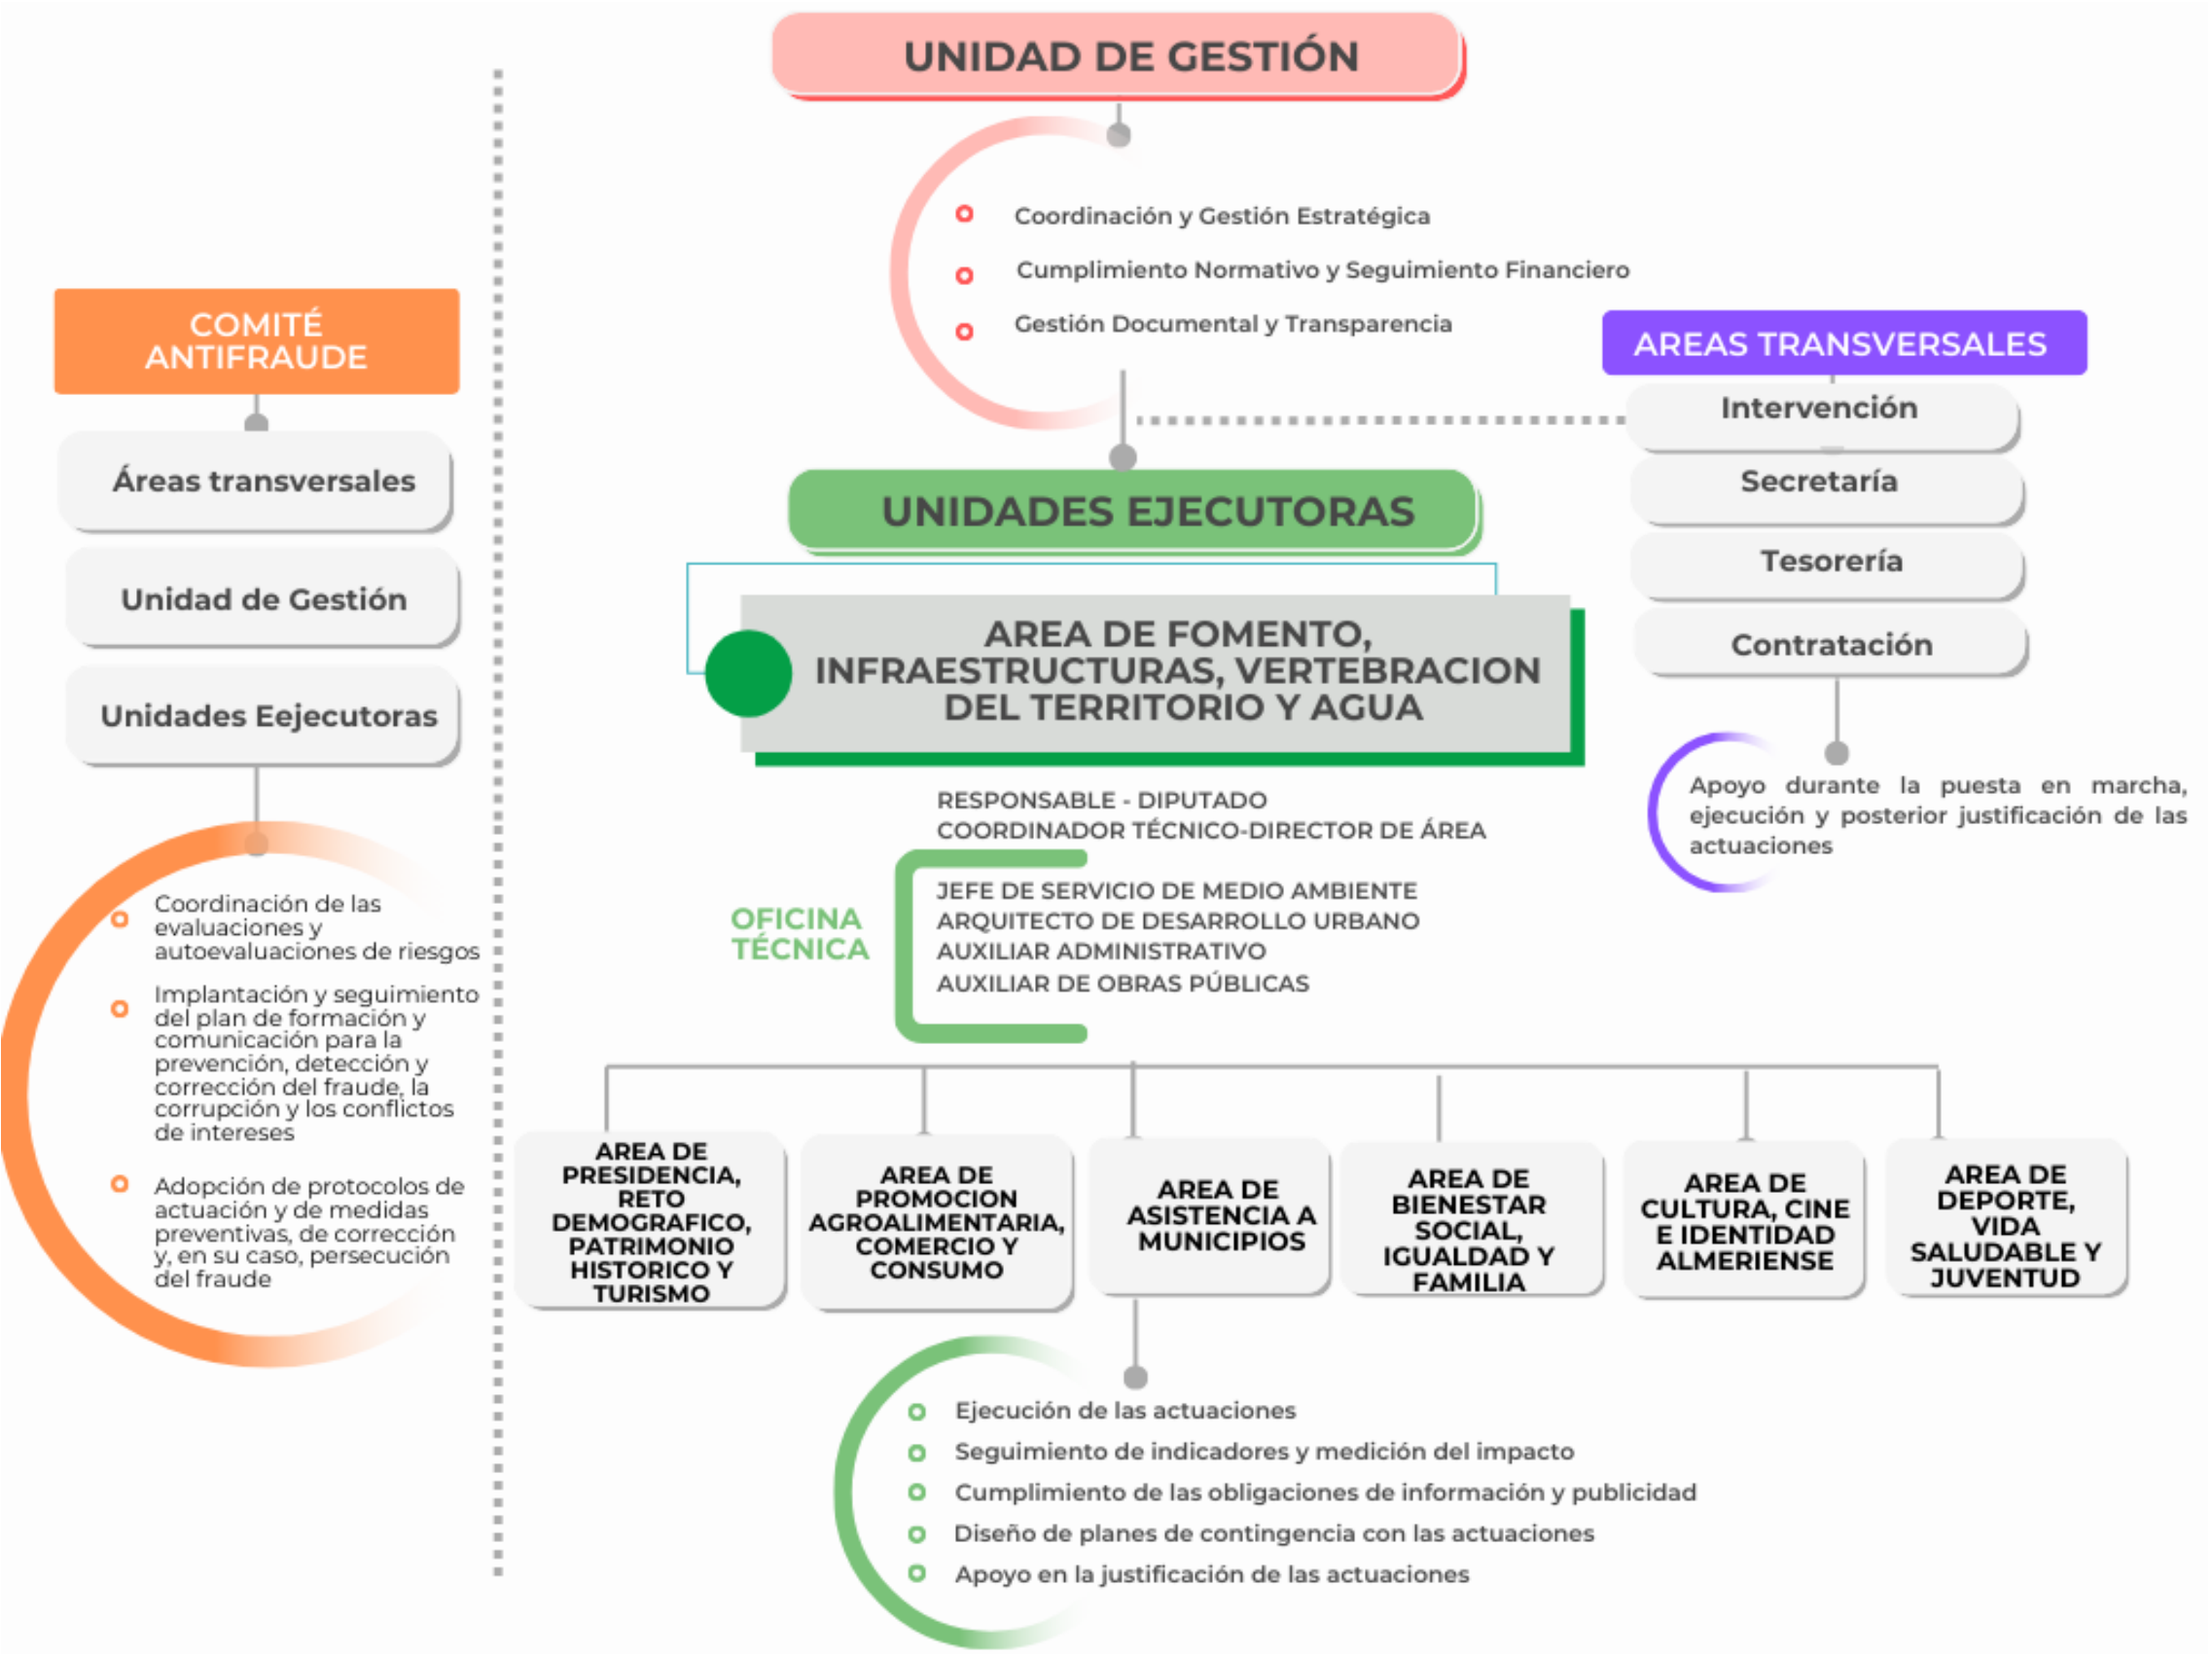 UNIDAD DE GESTIÓN
Coordinación y Gestión Estratégica
Cumplimiento Normativo y Seguimiento Financiero
Gestión Documental y Transparencia
COMITÉ
ANTIFRAUDE
Áreas transversales
Unidad de Gestión
Unidades Eejecutoras
Coordinación de las
evaluaciones y
autoevaluaciones de riesgos
Implantación y seguimiento
del plan de formación y
comunicación para la
prevención, detección y
corrección del fraude, la
corrupción y los conflictos
de intereses
Adopción de protocolos de
actuación y de medidas
preventivas, de corrección
y, en su caso, persecución
del fraude
AREAS TRANSVERSALES
Intervención
Secretaría
Tesorería
Contratación
Apoyo durante la puesta en marcha,
ejecución y posterior justificación de las
actuaciones
UNIDADES EJECUTORAS
AREA DE FOMENTO,
INFRAESTRUCTURAS, VERTEBRACION
DEL TERRITORIO Y AGUA
RESPONSABLE - DIPUTADO
COORDINADOR TÉCNICO-DIRECTOR DE ÁREA
OFICINA
TÉCNICA
JEFE DE SERVICIO DE MEDIO AMBIENTE
ARQUITECTO DE DESARROLLO URBANO
AUXILIAR ADMINISTRATIVO
AUXILIAR DE OBRAS PÚBLICAS
AREA DE
PRESIDENCIA,
RETO
DEMOGRAFICO,
PATRIMONIO
HISTORICO Y
TURISMO
AREA DE
PROMOCION
AGROALIMENTARIA,
COMERCIO Y
CONSUMO
AREA DE
ASISTENCIA A
MUNICIPIOS
AREA DE
BIENESTAR
SOCIAL,
IGUALDAD Y
FAMILIA
AREA DE
CULTURA, CINE
E IDENTIDAD
ALMERIENSE
AREA DE
DEPORTE,
VIDA
SALUDABLE Y
JUVENTUD
Ejecución de las actuaciones
Seguimiento de indicadores y medición del impacto
Cumplimiento de las obligaciones de información y publicidad
Diseño de planes de contingencia con las actuaciones
Apoyo en la justificación de las actuaciones